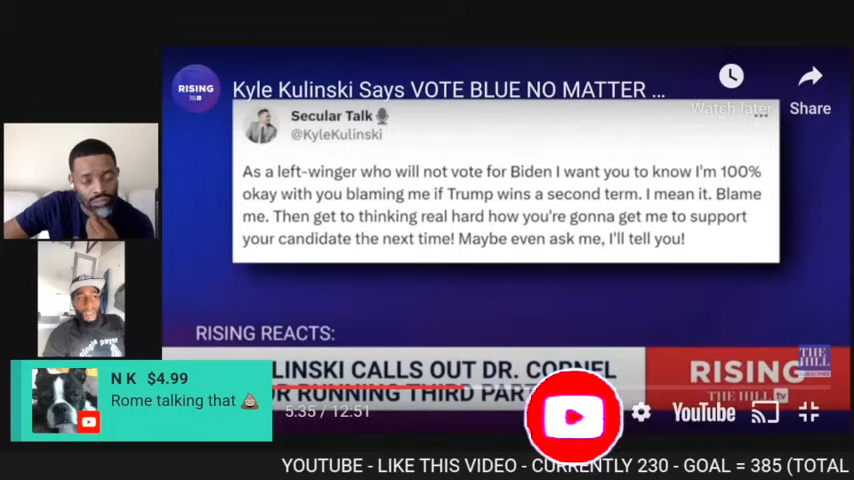 RISING
Kyle Kulinski Says VOTE BLUE NO MATTER ...
Watch later
Share
Secular Talk
@KyleKulinski
As a left-winger who will not vote for Biden I want you to know I'm 100%
okay with you blaming me if Trump wins a second term. I mean it. Blame
me. Then get to thinking real hard how you're gonna get me to support
your candidate the next time! Maybe even ask me, I'll tell you!
RISING REACTS:
LINSKI CALLS OUT DR. CORNEL
OR RUNNING THIRD PART
THE
HILL
RISING
THE HILL tv
5:35 / 12:51
YouTube
N K $4.99
Rome talking that 💩
YOUTUBE - LIKE THIS VIDEO - CURRENTLY 230 - GOAL = 385 (TOTAL